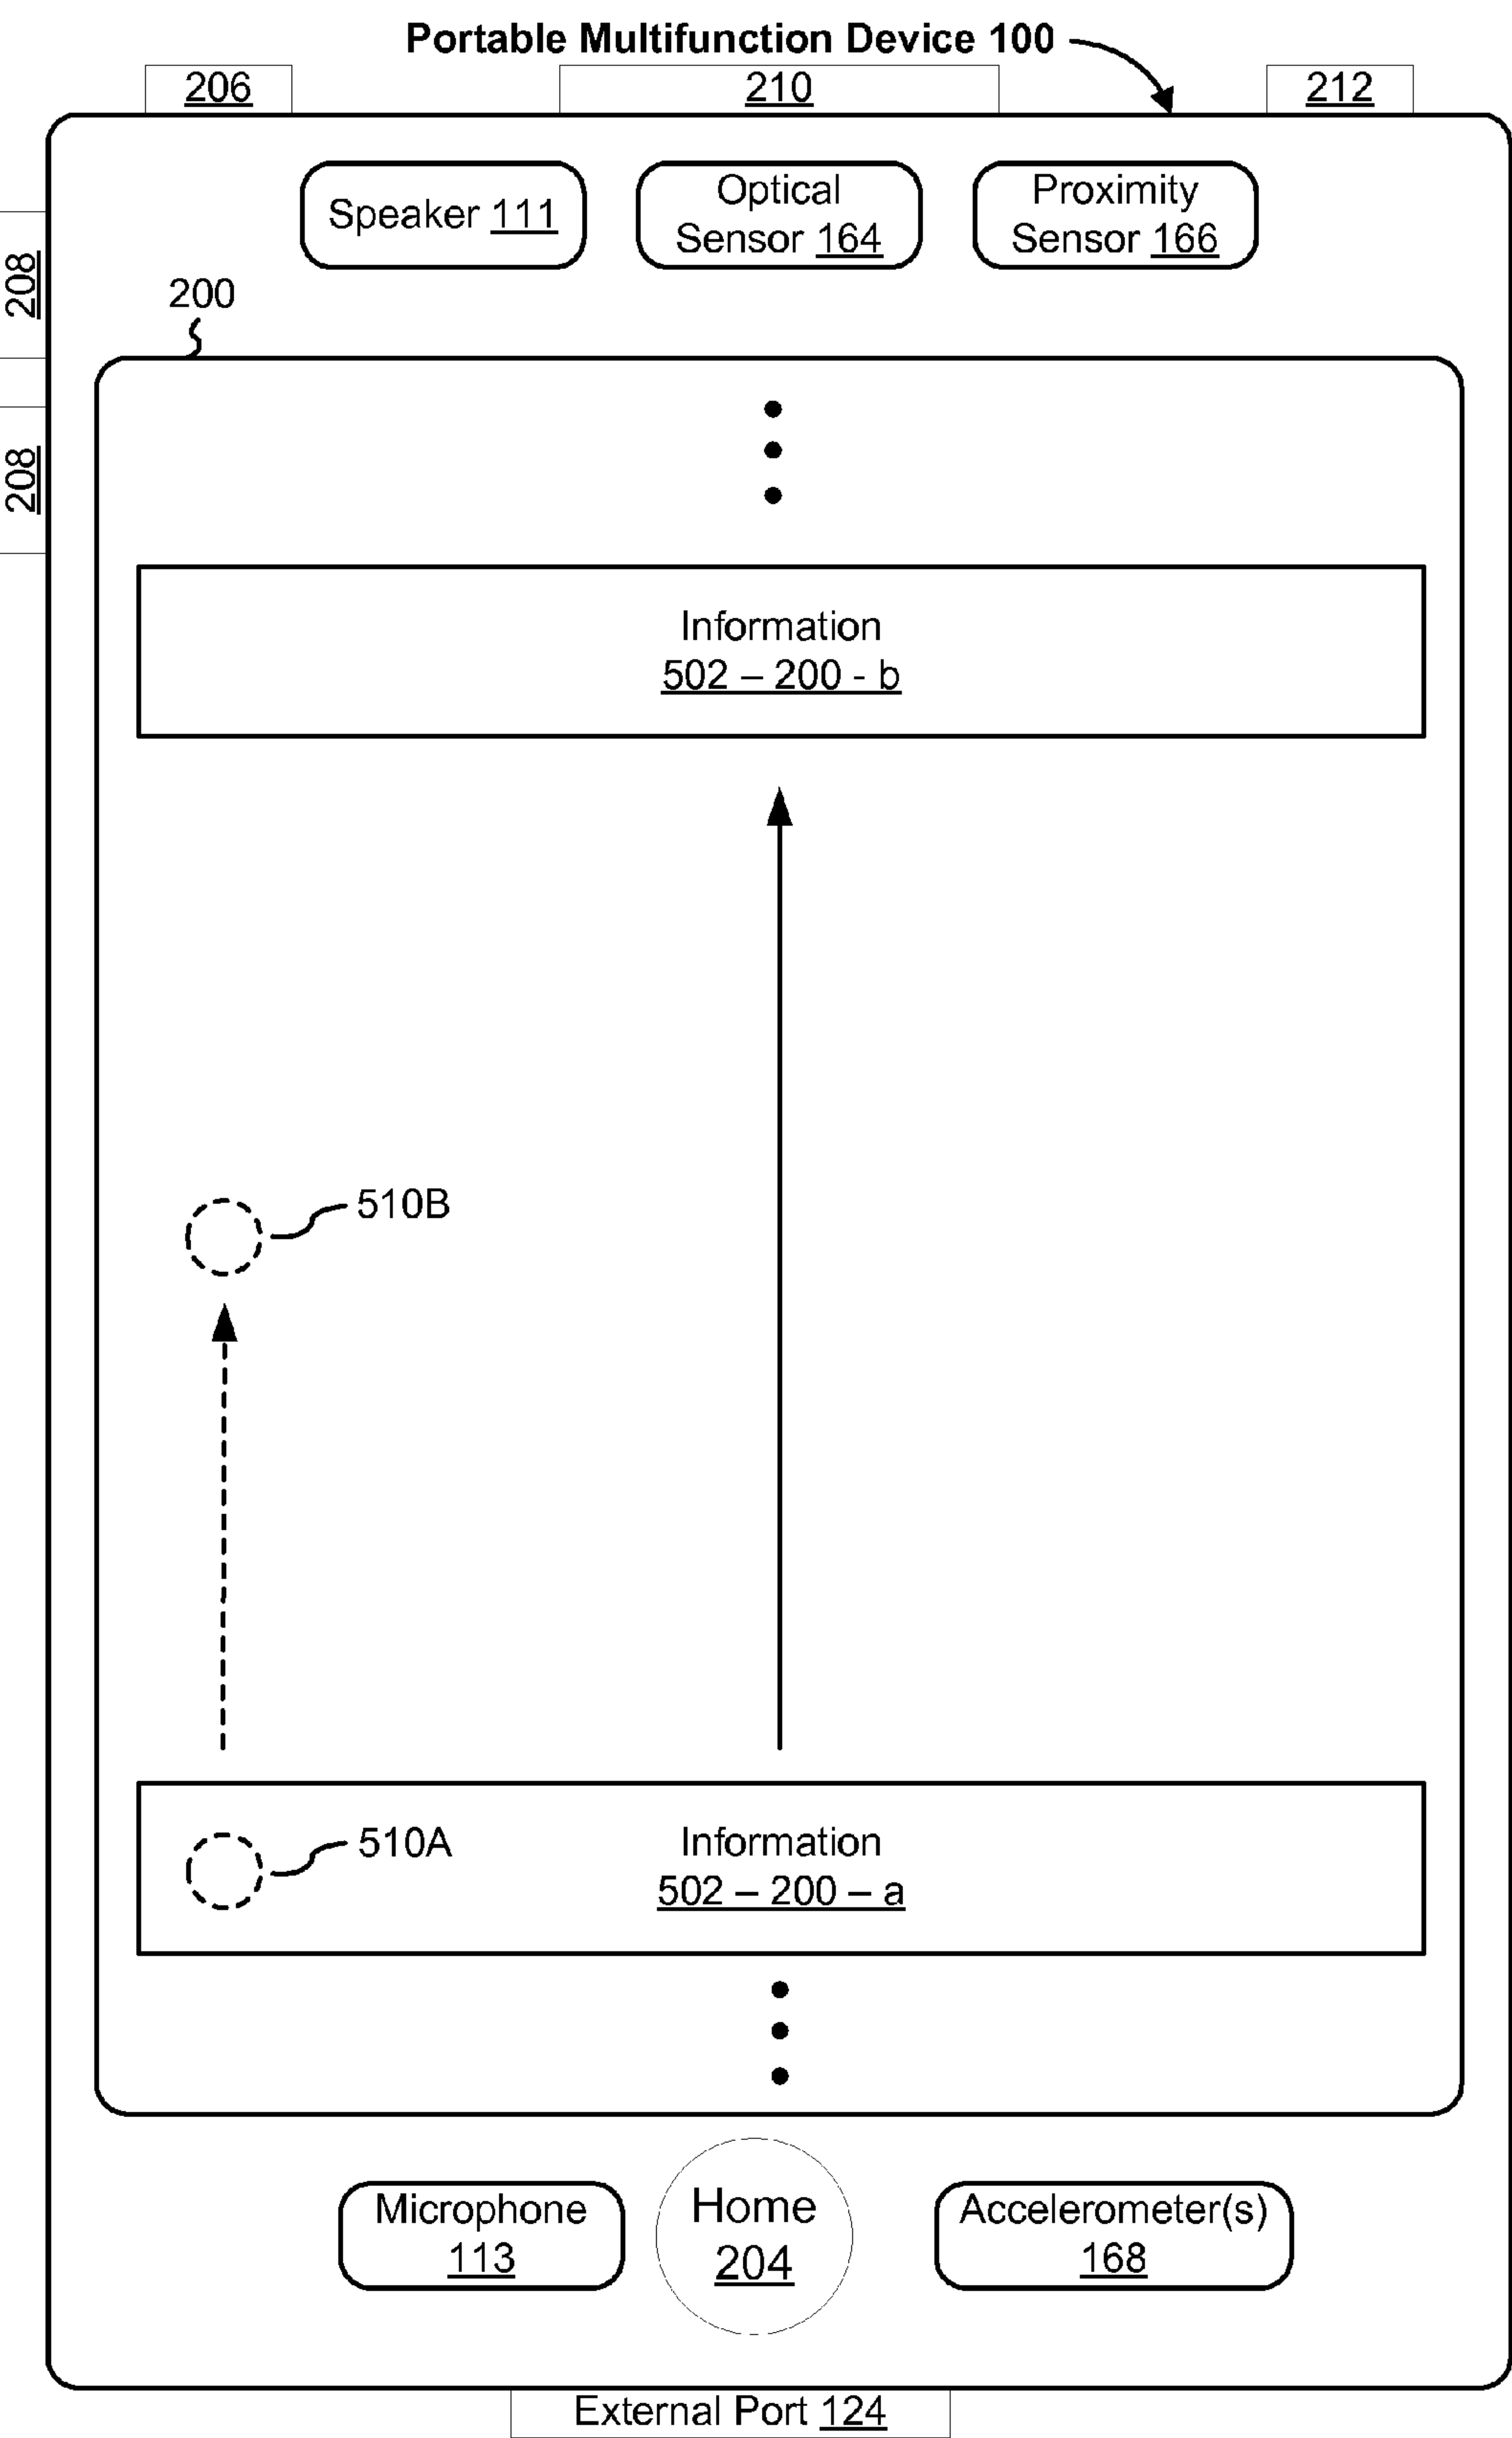 Portable Multifunction Device 100
206
210
212
Speaker 111
Optical
Sensor 164
Proximity
Sensor 166
208
200
208
Information
502 – 200 - b
510B
510A
Information
502 – 200 – a
Microphone
113
Home
204
Accelerometer(s)
168
External Port 124